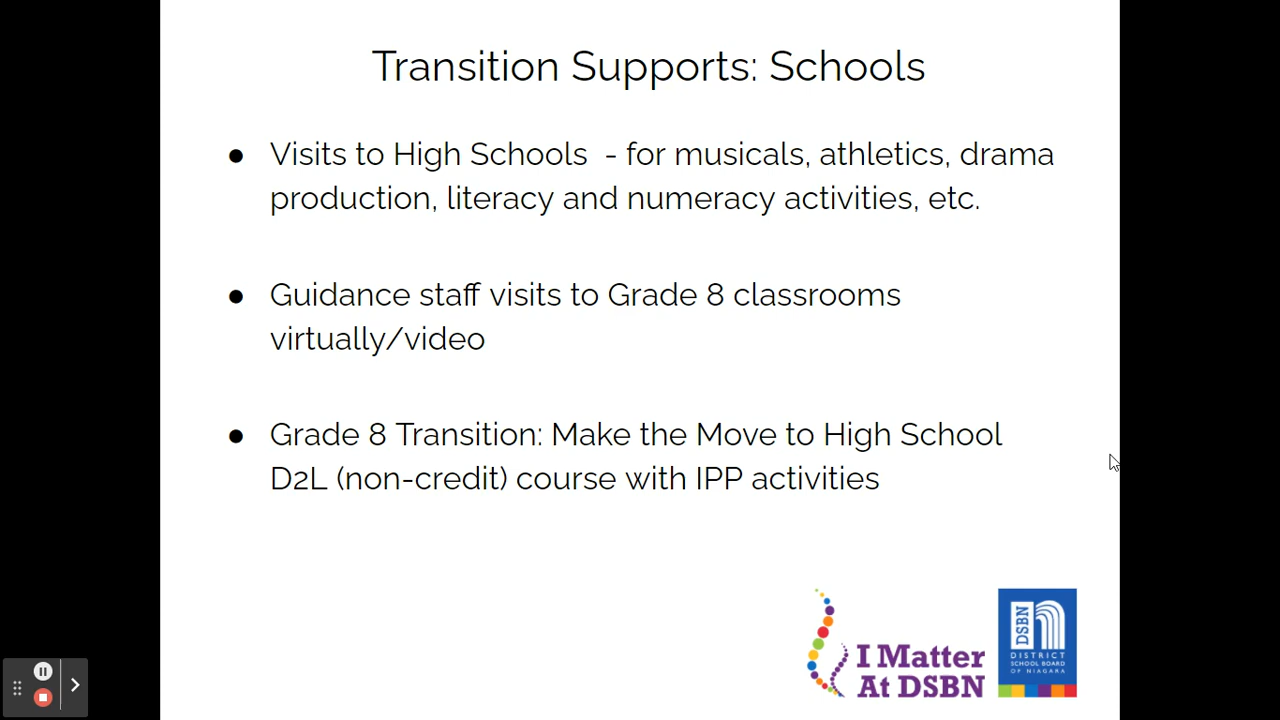 Transition Supports: Schools
● Visits to High Schools - for musicals, athletics, drama
production, literacy and numeracy activities, etc.
● Guidance staff visits to Grade 8 classrooms
virtually/video
● Grade 8 Transition: Make the Move to High School
D2L (non-credit) course with IPP activities
I Matter
At DSBN
DSBN
DISTRICT
SCHOOL BOARD
OF NIAGARA